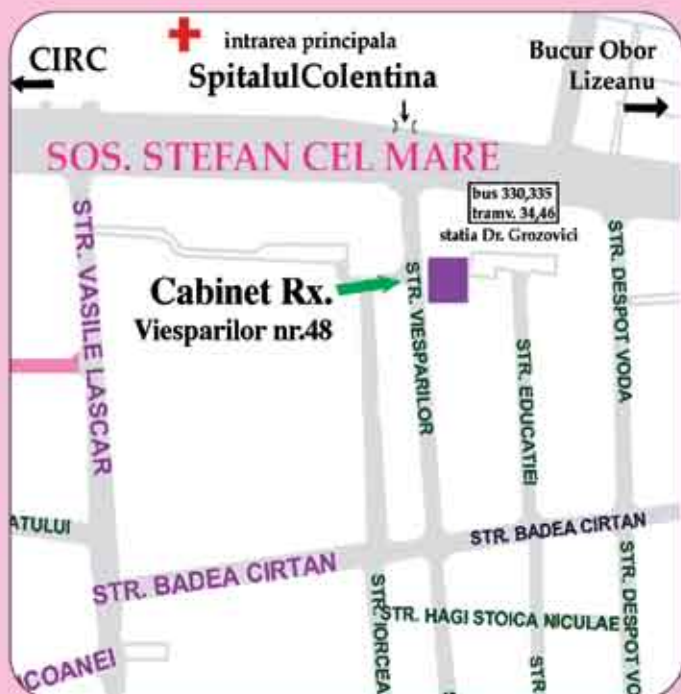 CIRC
intrarea principala
SpitalulColentina
Bucur Obor
Lizeanu
SOS. STEFAN CEL MARE
bus 330,335
tramv. 34,46
statia Dr. Grozovici
STR. VASILE LASCAR
Cabinet Rx.
Viesparilor nr.48
STR. VIESPARILOR
STR. EDUCATIEI
STR. DESPOT VODA
ATULUI
STR. BADEA CIRTAN
STR. BADEA CIRTAN
STR. IORCEA
STR. HAGI STOICA NICULAE
STR. DESPOT VO
COANEI
STR.